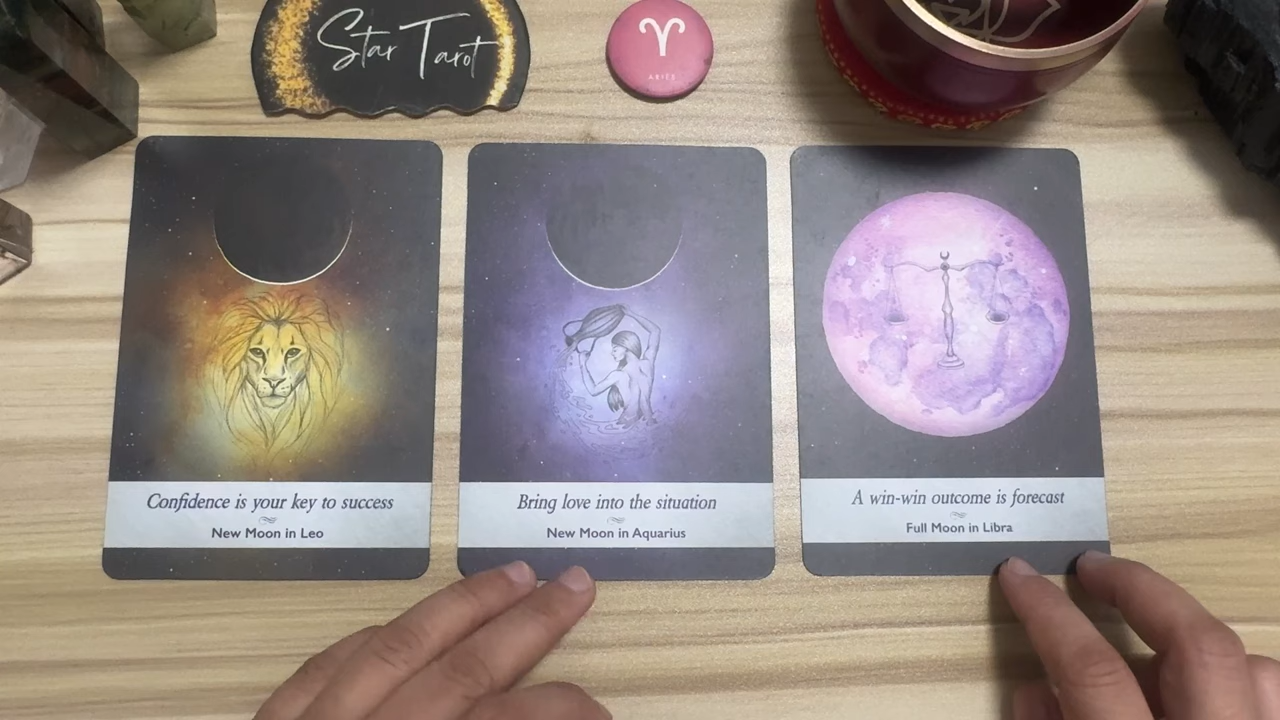 Star Tarot
ARIES
Confidence is your key to success
New Moon in Leo
Bring love into the situation
New Moon in Aquarius
A win-win outcome is forecast
Full Moon in Libra